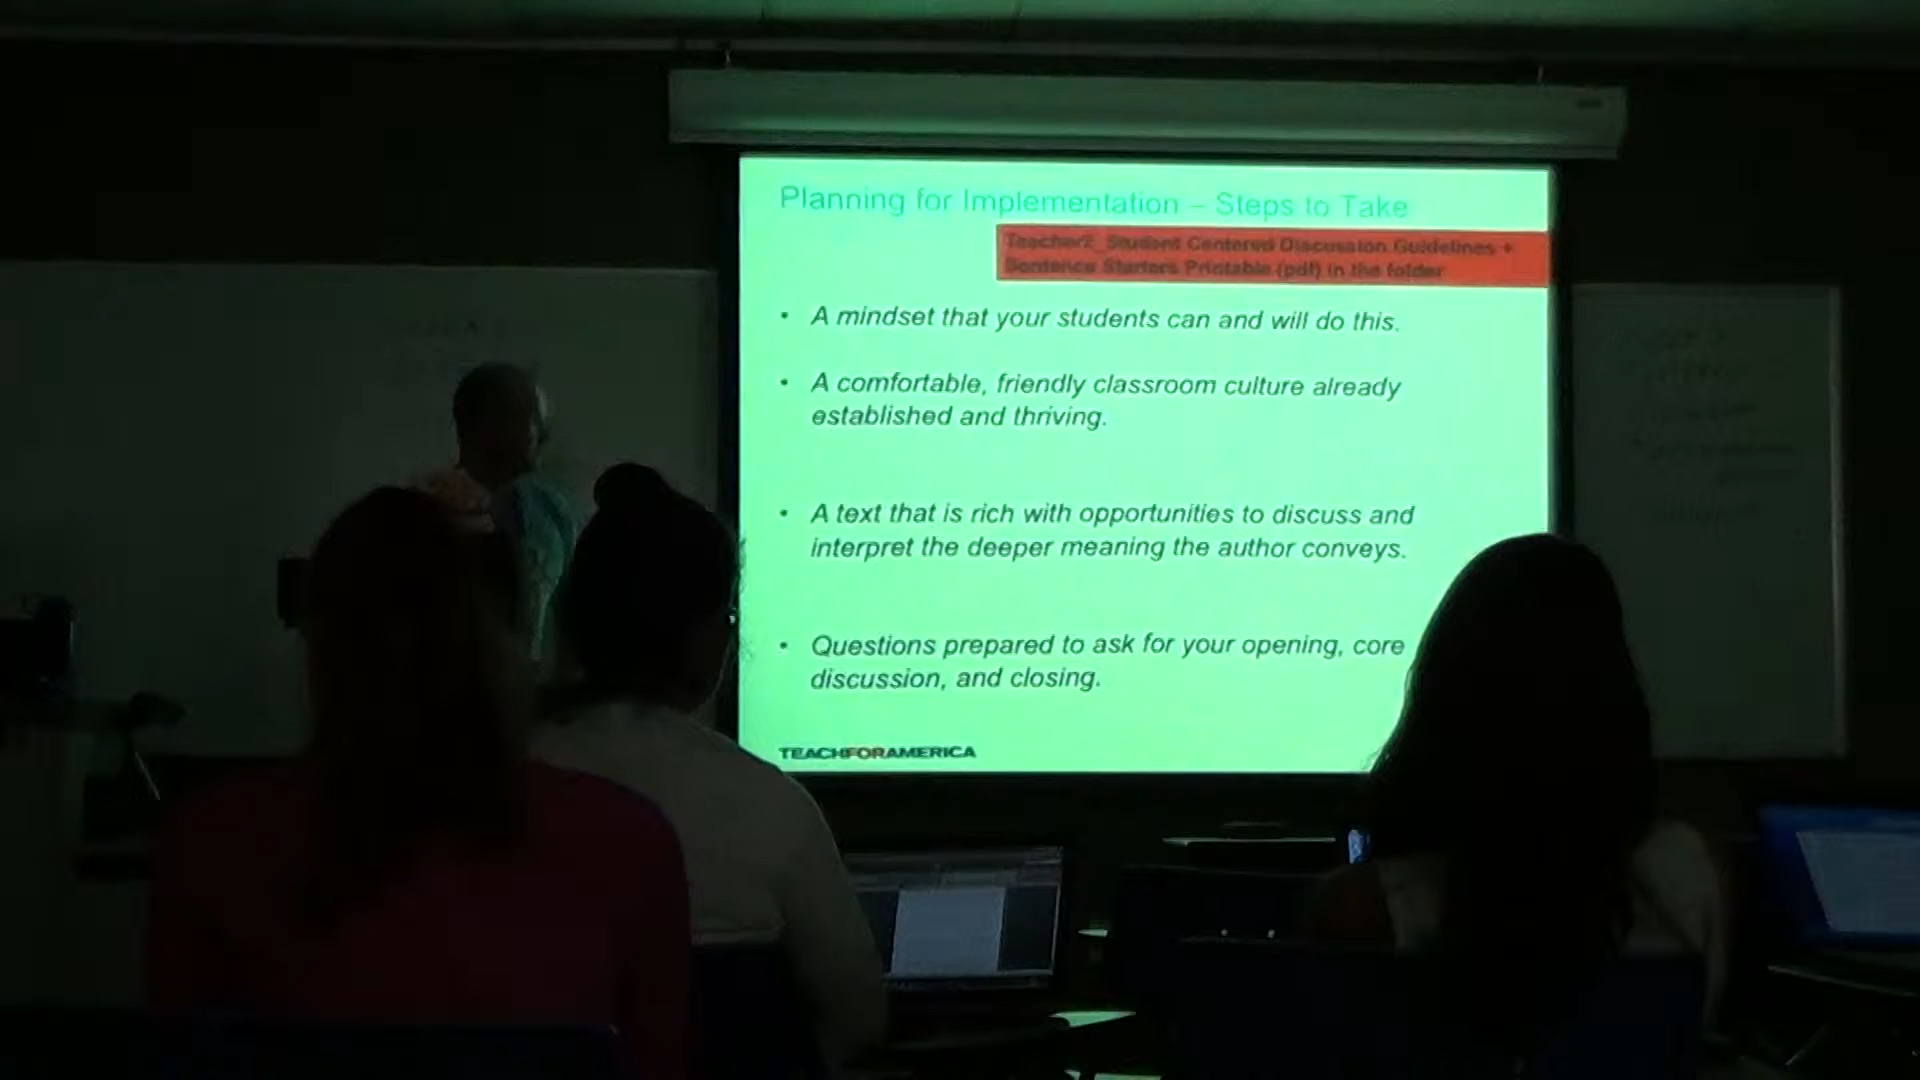 Planning for Implementation – Steps to Take
Teacher2_Student Centered Discussion Guidelines +
Sentence Starters Printable (pdf) in the folder
• A mindset that your students can and will do this.
• A comfortable, friendly classroom culture already
established and thriving.
• A text that is rich with opportunities to discuss and
interpret the deeper meaning the author conveys.
• Questions prepared to ask for your opening, core
discussion, and closing.
TEACHFORAMERICA